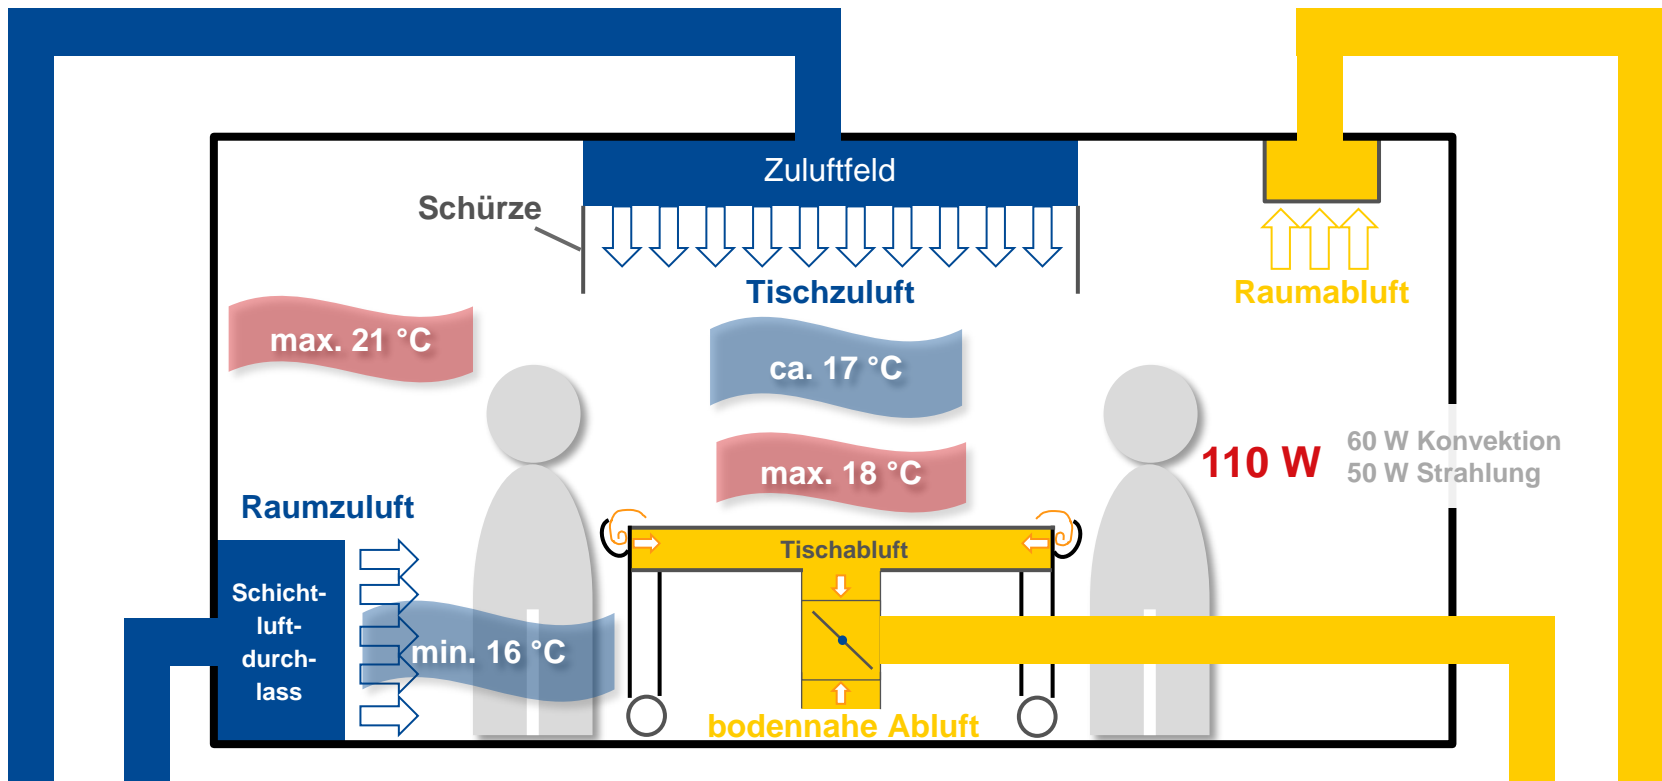 Zuluftfeld
Schürze
Tischzuluft
Raumabluft
max. 21 °C
ca. 17 °C
max. 18 °C
110 W
60 W Konvektion
50 W Strahlung
Raumzuluft
Tischabluft
Schicht-
luft-
durch-
lass
min. 16 °C
bodennahe Abluft